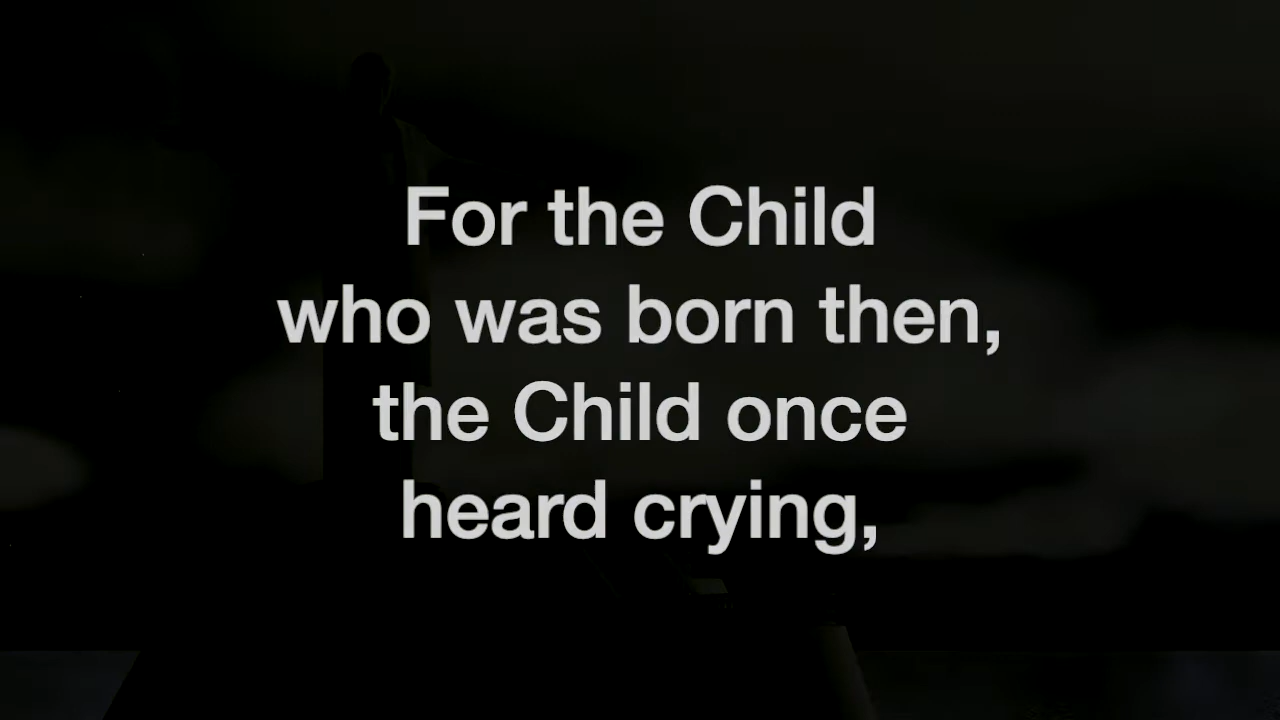 For the Child
who was born then,
the Child once
heard crying,